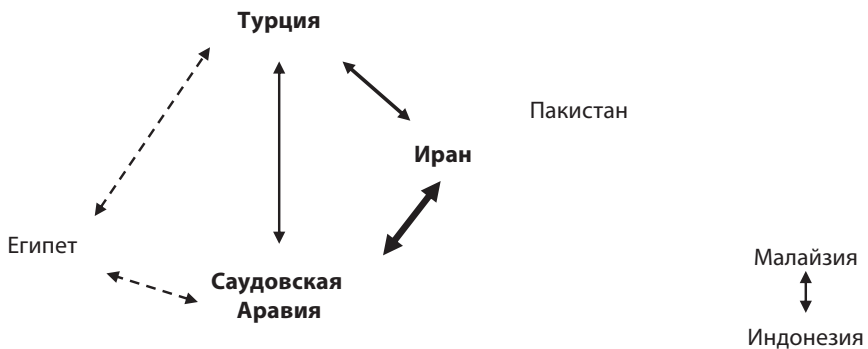 Турция
Пакистан
Иран
Египет
Саудовская
Аравия
Малайзия
Индонезия